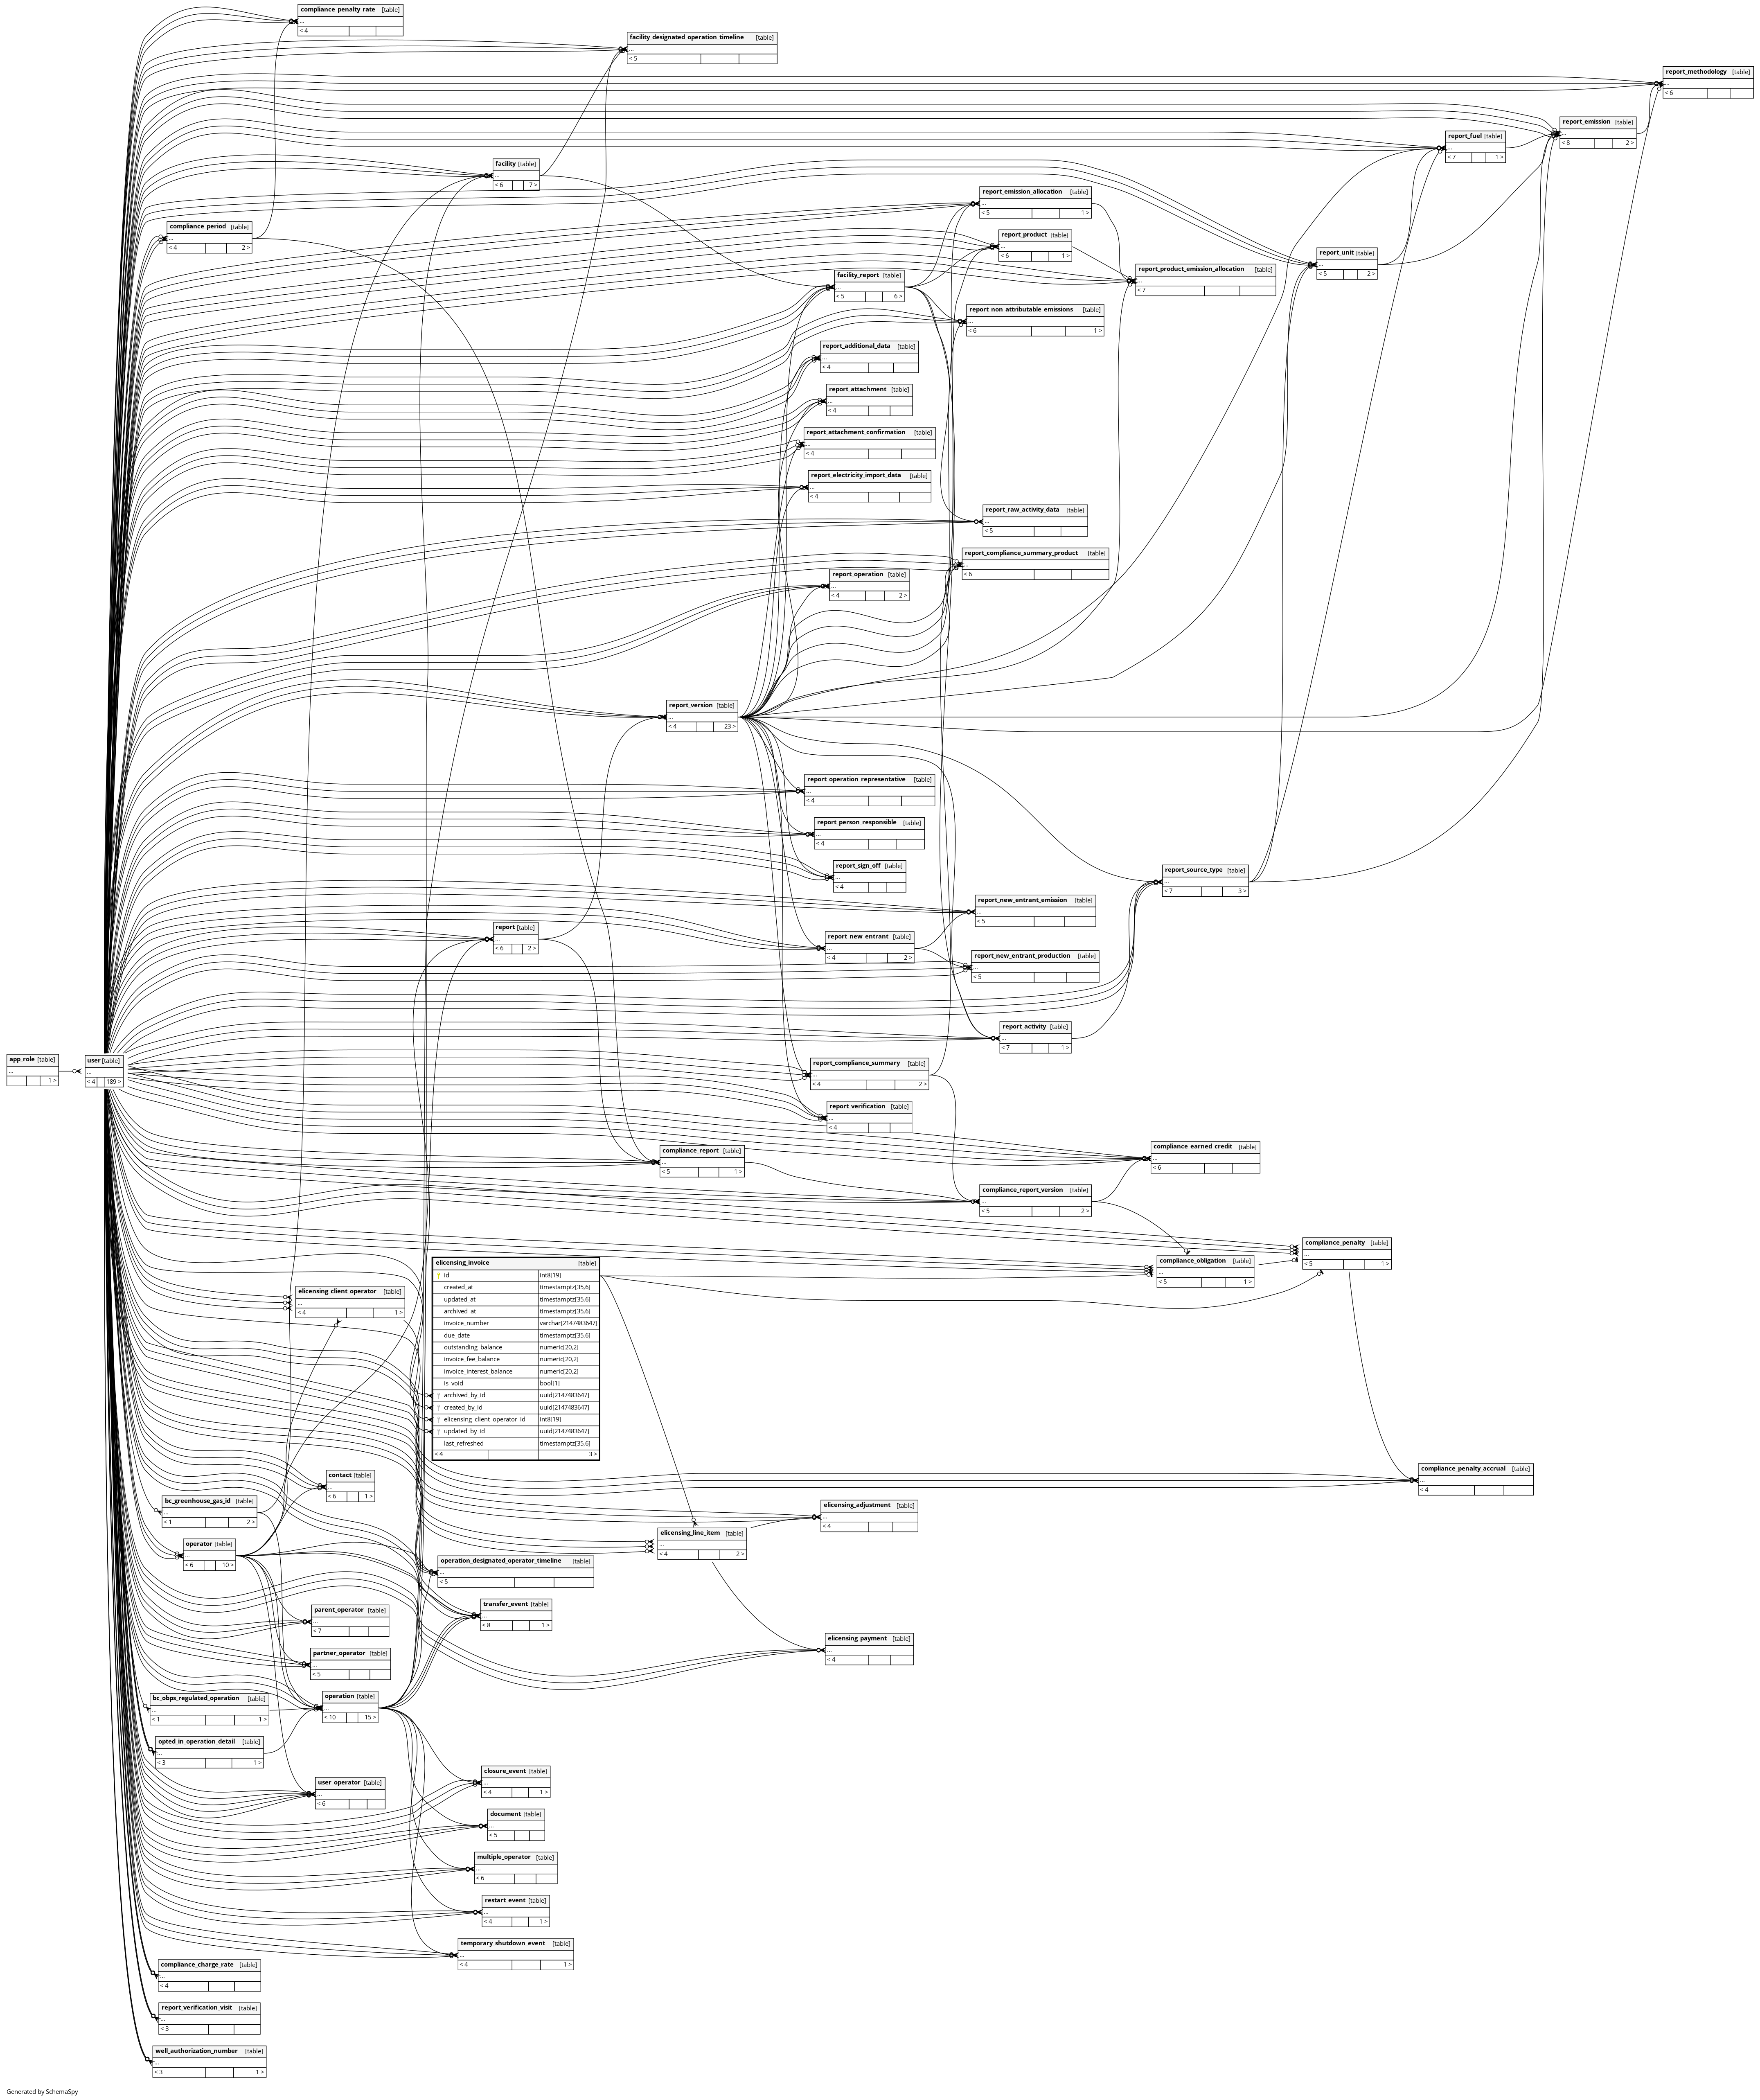 compliance_penalty_rate [table]
...
< 4
facility_designated_operation_timeline [table]
...
< 5
report_methodology [table]
...
< 6
report_emission [table]
...
< 8 2 >
report_fuel [table]
...
< 7 1 >
facility [table]
...
< 6 7 >
report_emission_allocation [table]
...
< 5 1 >
compliance_period [table]
...
< 4 2 >
report_product [table]
...
< 6 1 >
report_unit [table]
...
< 5 2 >
report_product_emission_allocation [table]
...
< 7
facility_report [table]
...
< 5 6 >
report_non_attributable_emissions [table]
...
< 6 1 >
report_additional_data [table]
...
< 4
report_attachment [table]
...
< 4
report_attachment_confirmation [table]
...
< 4
report_electricity_import_data [table]
...
< 4
report_raw_activity_data [table]
...
< 5
report_compliance_summary_product [table]
...
< 6
report_operation [table]
...
< 4 2 >
report_version [table]
...
< 4 23 >
report_operation_representative [table]
...
< 4
report_person_responsible [table]
...
< 4
report_sign_off [table]
...
< 4
report_source_type [table]
...
< 7 3 >
report_new_entrant_emission [table]
...
< 5
report [table]
...
< 6 2 >
report_new_entrant [table]
...
< 4 2 >
report_new_entrant_production [table]
...
< 5
report_activity [table]
...
< 7 1 >
app_role [table]
...
1 >
user [table]
...
< 4 189 >
report_compliance_summary [table]
...
< 4 2 >
report_verification [table]
...
< 4
compliance_report [table]
...
< 5 1 >
compliance_earned_credit [table]
...
< 6
compliance_report_version [table]
...
< 5 2 >
compliance_penalty [table]
...
< 5 1 >
compliance_obligation [table]
...
< 5 1 >
elicensing_invoice [table]
id int8[19]
created_at timestamptz[35,6]
updated_at timestamptz[35,6]
archived_at timestamptz[35,6]
invoice_number varchar[2147483647]
due_date timestamptz[35,6]
outstanding_balance numeric[20,2]
invoice_fee_balance numeric[20,2]
invoice_interest_balance numeric[20,2]
is_void bool[1]
archived_by_id uuid[2147483647]
created_by_id uuid[2147483647]
elicensing_client_operator_id int8[19]
updated_by_id uuid[2147483647]
last_refreshed timestamptz[35,6]
< 4 3 >
elicensing_client_operator [table]
...
< 4 1 >
compliance_penalty_accrual [table]
...
< 4
contact [table]
...
< 6 1 >
bc_greenhouse_gas_id [table]
...
< 1 2 >
elicensing_adjustment [table]
...
< 4
elicensing_line_item [table]
...
< 4 2 >
operator [table]
...
< 6 10 >
operation_designated_operator_timeline [table]
...
< 5
transfer_event [table]
...
< 8 1 >
parent_operator [table]
...
< 7
elicensing_payment [table]
...
< 4
partner_operator [table]
...
< 5
operation [table]
...
< 10 15 >
bc_obps_regulated_operation [table]
...
< 1 1 >
opted_in_operation_detail [table]
...
< 3 1 >
closure_event [table]
...
< 4 1 >
user_operator [table]
...
< 6
document [table]
...
< 5
multiple_operator [table]
...
< 6
restart_event [table]
...
< 4 1 >
temporary_shutdown_event [table]
...
< 4 1 >
compliance_charge_rate [table]
...
< 4
report_verification_visit [table]
...
< 3
well_authorization_number [table]
...
< 3 1 >
Generated by SchemaSpy